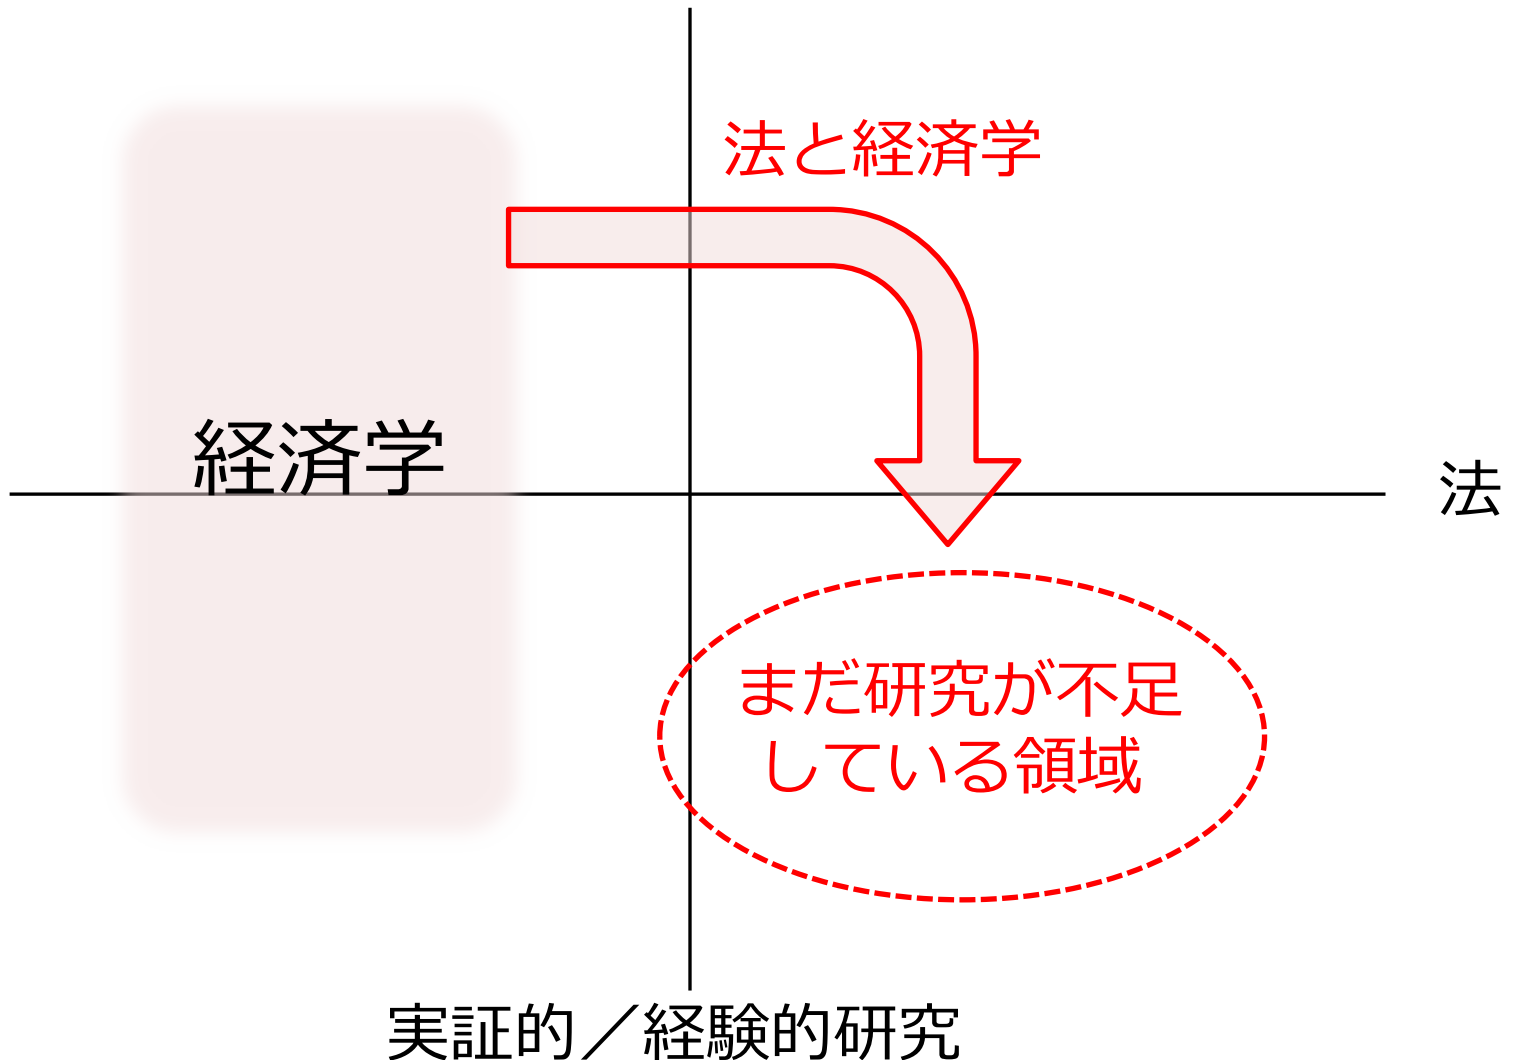 法と経済学
経済学
法
まだ研究が不足
している領域
実証的／経験的研究